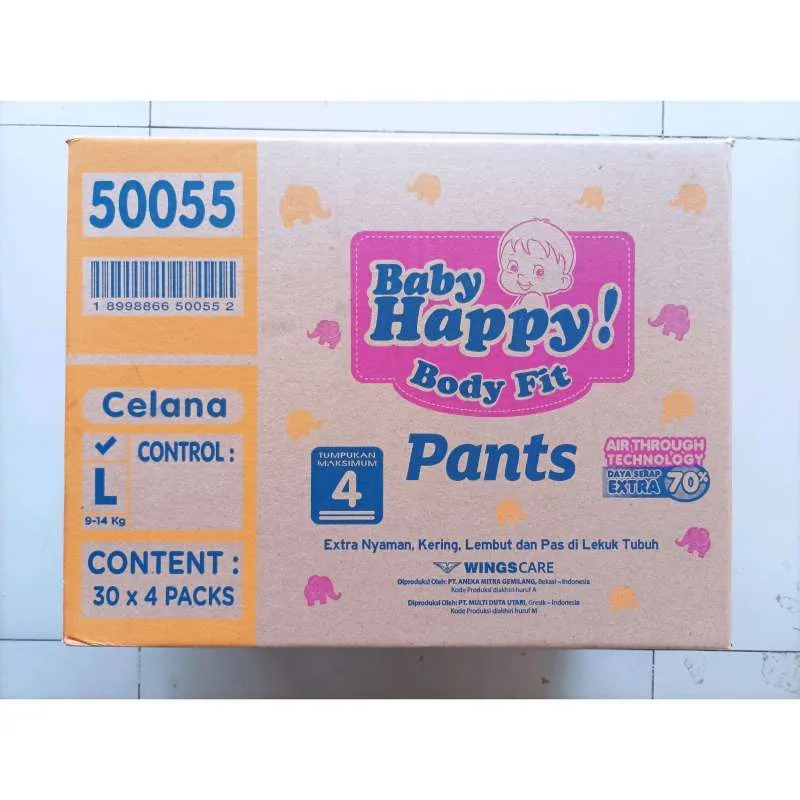 50055
1 8998866 50055 2
Celana
L
9-14 Kg
CONTROL :
CONTENT :
30 x 4 PACKS
Baby
Happy!
Body Fit
Pants
TUMPUKAN
MAKSIMUM
4
AIR THROUGH
TECHNOLOGY
DAYA SERAP
EXTRA 70%
Extra Nyaman, Kering, Lembut dan Pas di Lekuk Tubuh
WINGSCARE
Diproduksi Oleh: PT. ANEKA MITRA GEMILANG, Bekasi - Indonesia
Kode Produksi diakhiri huruf A
Diproduksi Oleh: PT. MULTI DUTA UTARI, Gresik - Indonesia
Kode Produksi diakhiri huruf M